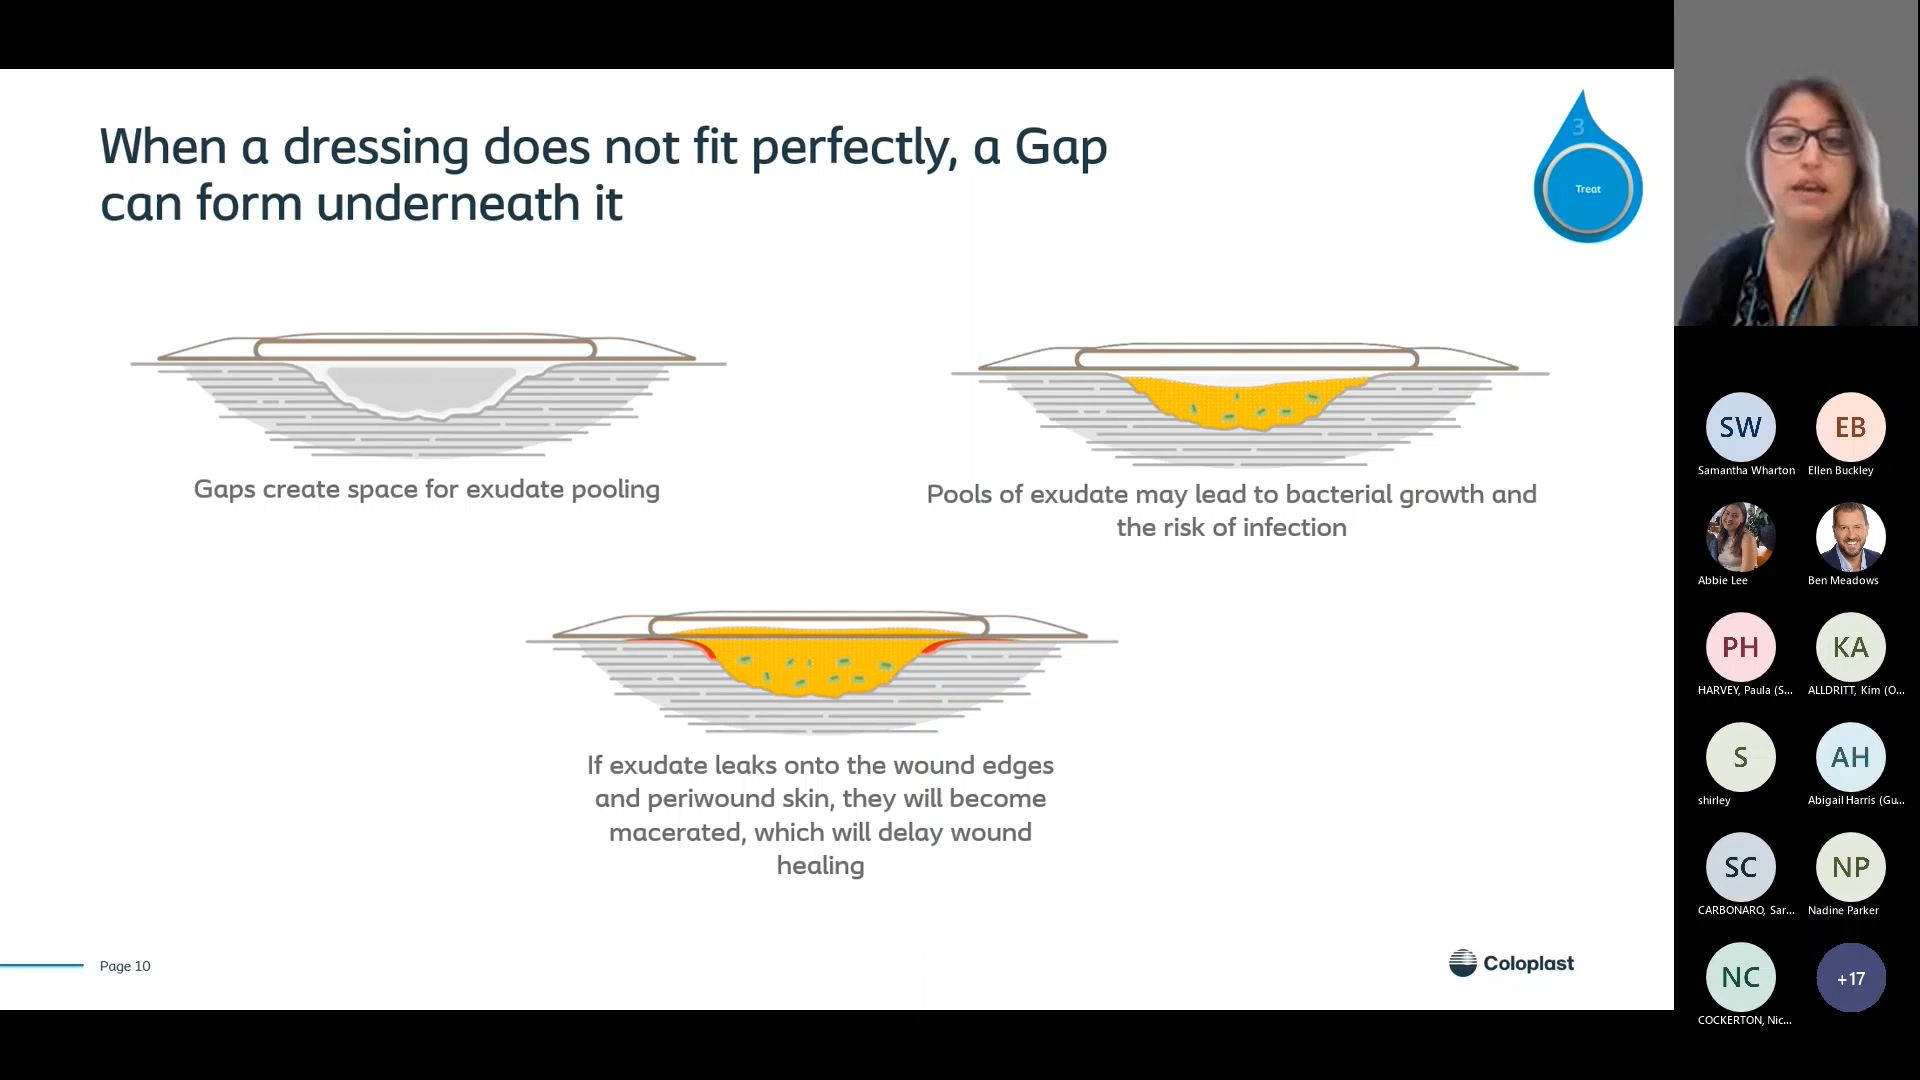 When a dressing does not fit perfectly, a Gap
can form underneath it
3
Treat
Gaps create space for exudate pooling
Pools of exudate may lead to bacterial growth and
the risk of infection
If exudate leaks onto the wound edges
and periwound skin, they will become
macerated, which will delay wound
healing
Page 10
Coloplast
SW
Samantha Wharton
EB
Ellen Buckley
Abbie Lee
Ben Meadows
PH
HARVEY, Paula (S...
KA
ALLDRITT, Kim (O...
S
shirley
AH
Abigail Harris (Gu...
SC
CARBONARO, Sar...
NP
Nadine Parker
NC
COCKERTON, Nic...
+17